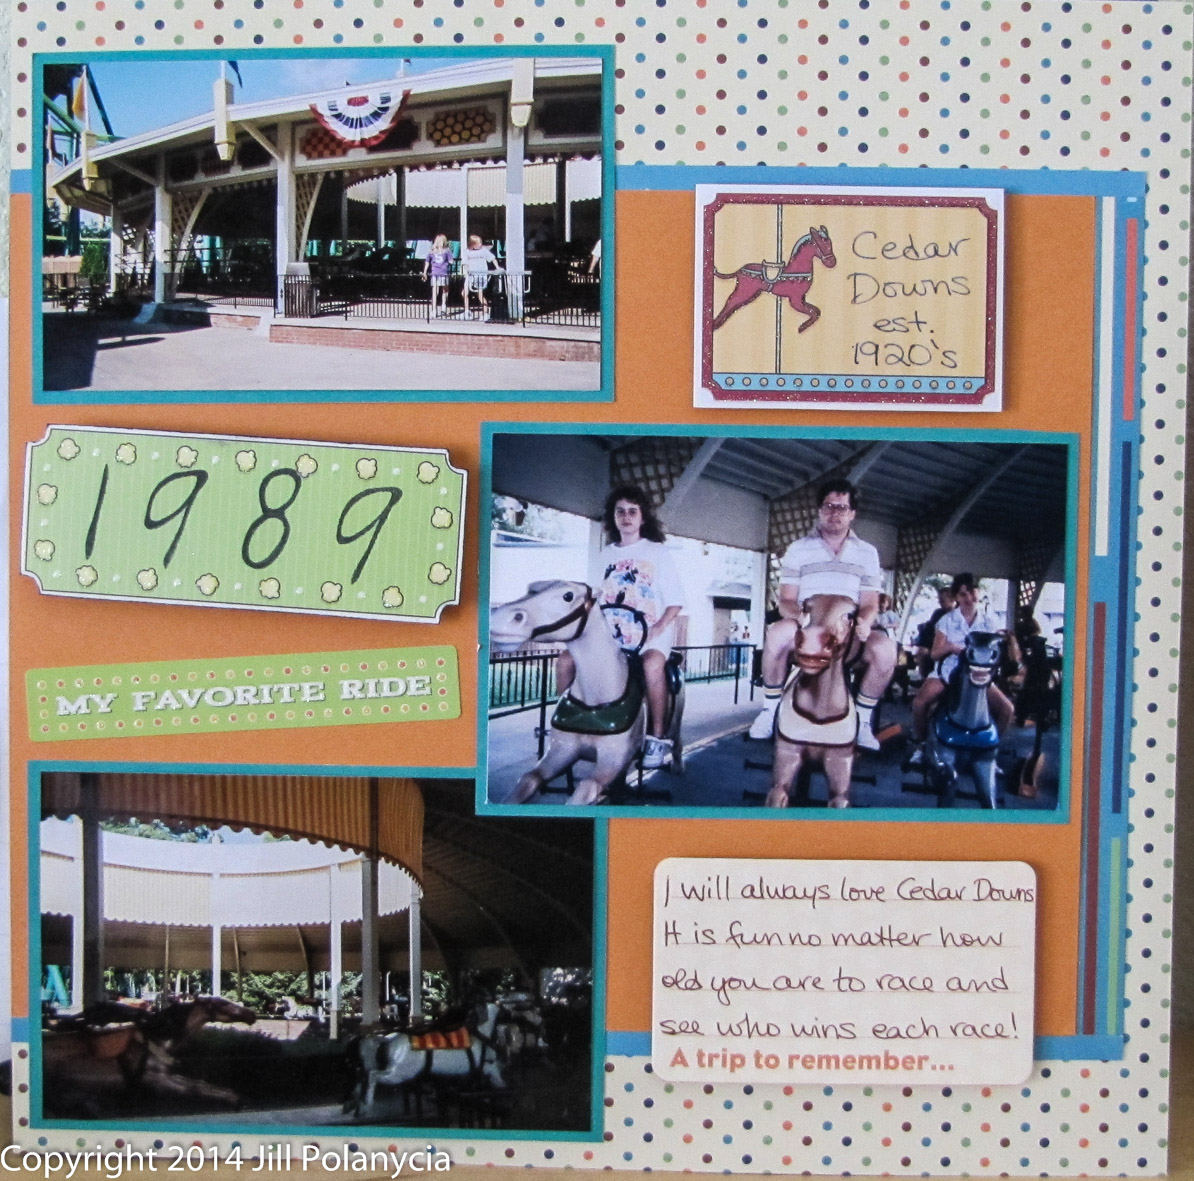 Cedar
Downs
est.
1920's
1989
MY FAVORITE RIDE
I will always love Cedar Downs
It is fun no matter how
old you are to race and
see who wins each race!
A trip to remember...
Copyright 2014 Jill Polanycia